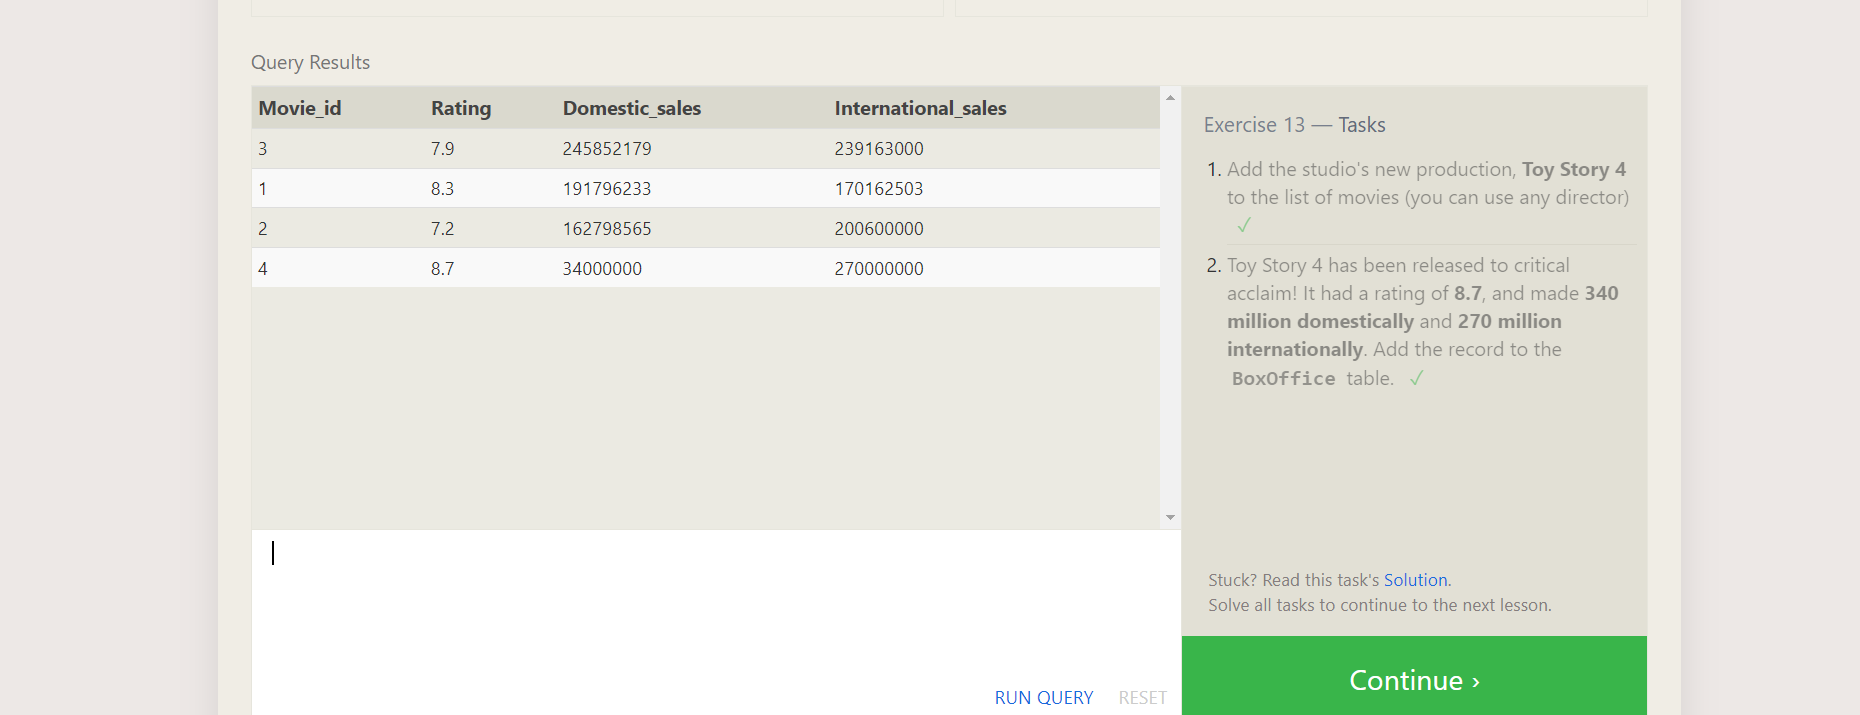 Query Results
Movie_id Rating Domestic_sales International_sales
3 7.9 245852179 239163000
1 8.3 191796233 170162503
2 7.2 162798565 200600000
4 8.7 34000000 270000000
Exercise 13 — Tasks
1. Add the studio's new production, Toy Story 4
to the list of movies (you can use any director)
✓
2. Toy Story 4 has been released to critical
acclaim! It had a rating of 8.7, and made 340
million domestically and 270 million
internationally. Add the record to the
BoxOffice table. ✓
Stuck? Read this task's Solution.
Solve all tasks to continue to the next lesson.
RUN QUERY RESET
Continue ›